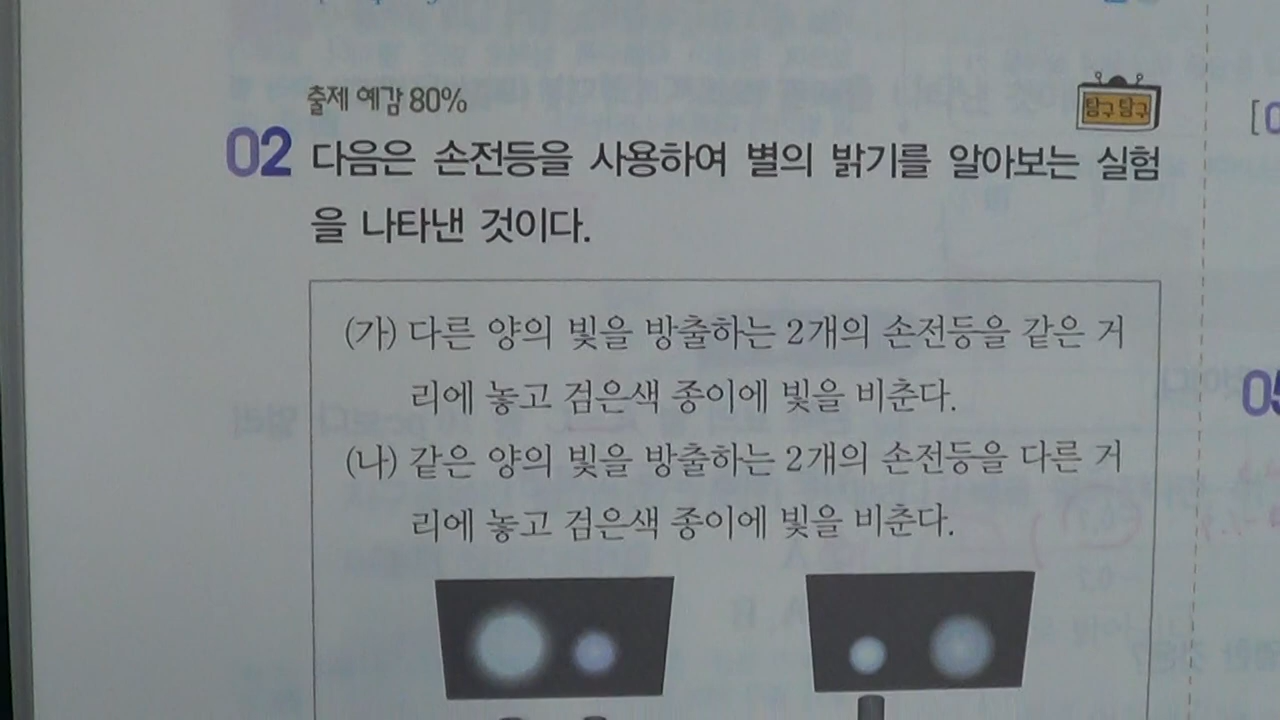 출제 예감 80%
탐구 탐구
02 다음은 손전등을 사용하여 별의 밝기를 알아보는 실험
을 나타낸 것이다.
(가) 다른 양의 빛을 방출하는 2개의 손전등을 같은 거
리에 놓고 검은색 종이에 빛을 비춘다.
(나) 같은 양의 빛을 방출하는 2개의 손전등을 다른 거
리에 놓고 검은색 종이에 빛을 비춘다.